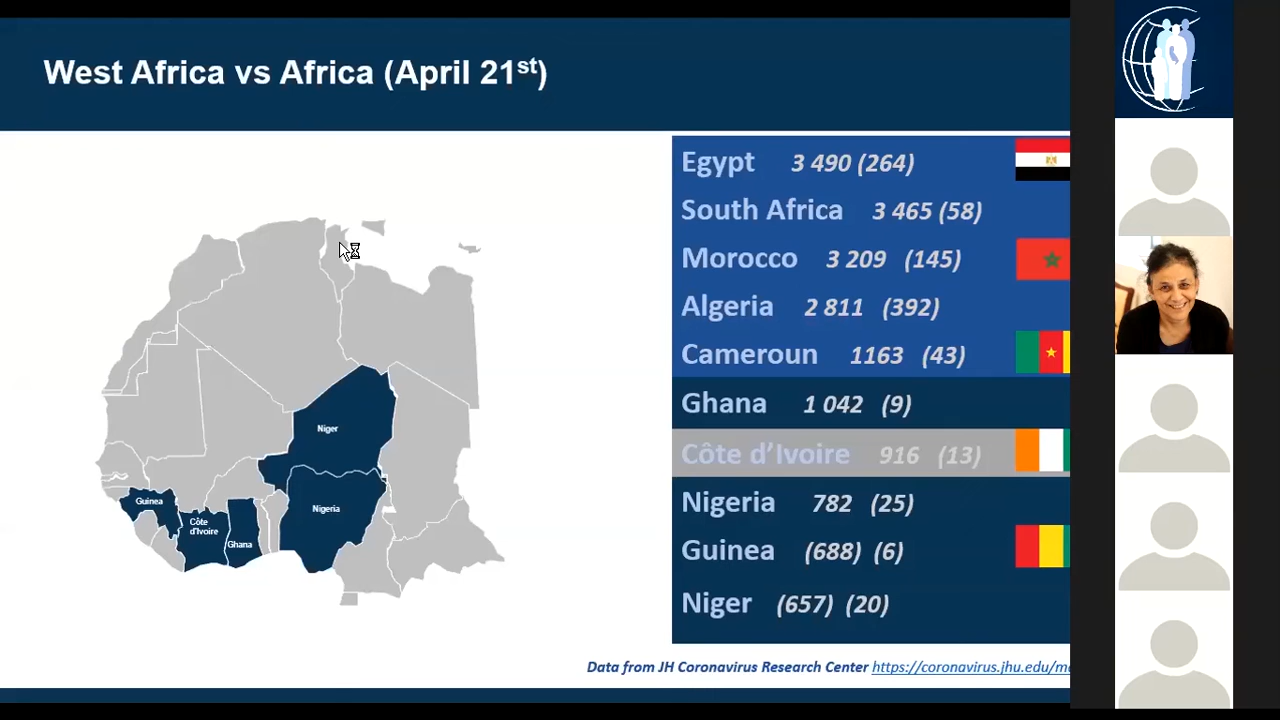 West Africa vs Africa (April 21st)
Egypt 3 490 (264)
South Africa 3 465 (58)
Morocco 3 209 (145)
Algeria 2 811 (392)
Cameroun 1163 (43)
Ghana 1 042 (9)
Côte d’Ivoire 916 (13)
Nigeria 782 (25)
Guinea (688) (6)
Niger (657) (20)
Niger
Nigeria
Guinea
Côte
d'Ivoire
Ghana
Data from JH Coronavirus Research Center https://coronavirus.jhu.edu/m